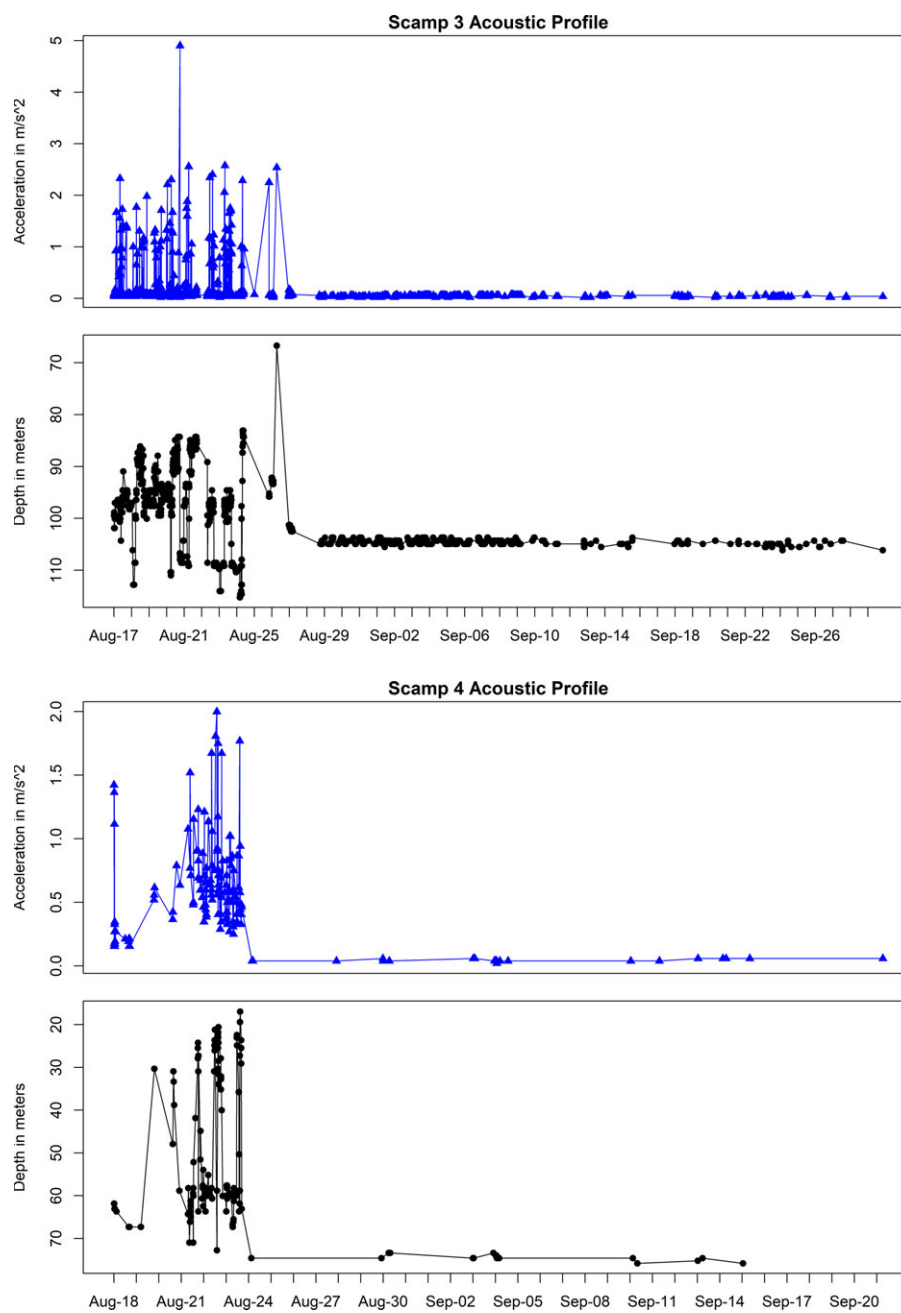 Scamp 3 Acoustic Profile
Acceleration in m/s^2
5
4
3
2
1
0
Depth in meters
70
80
90
100
110
Aug-17 Aug-21 Aug-25 Aug-29 Sep-02 Sep-06 Sep-10 Sep-14 Sep-18 Sep-22 Sep-26
Scamp 4 Acoustic Profile
Acceleration in m/s^2
2.0
1.5
1.0
0.5
0.0
Depth in meters
20
30
40
50
60
70
Aug-18 Aug-21 Aug-24 Aug-27 Aug-30 Sep-02 Sep-05 Sep-08 Sep-11 Sep-14 Sep-17 Sep-20